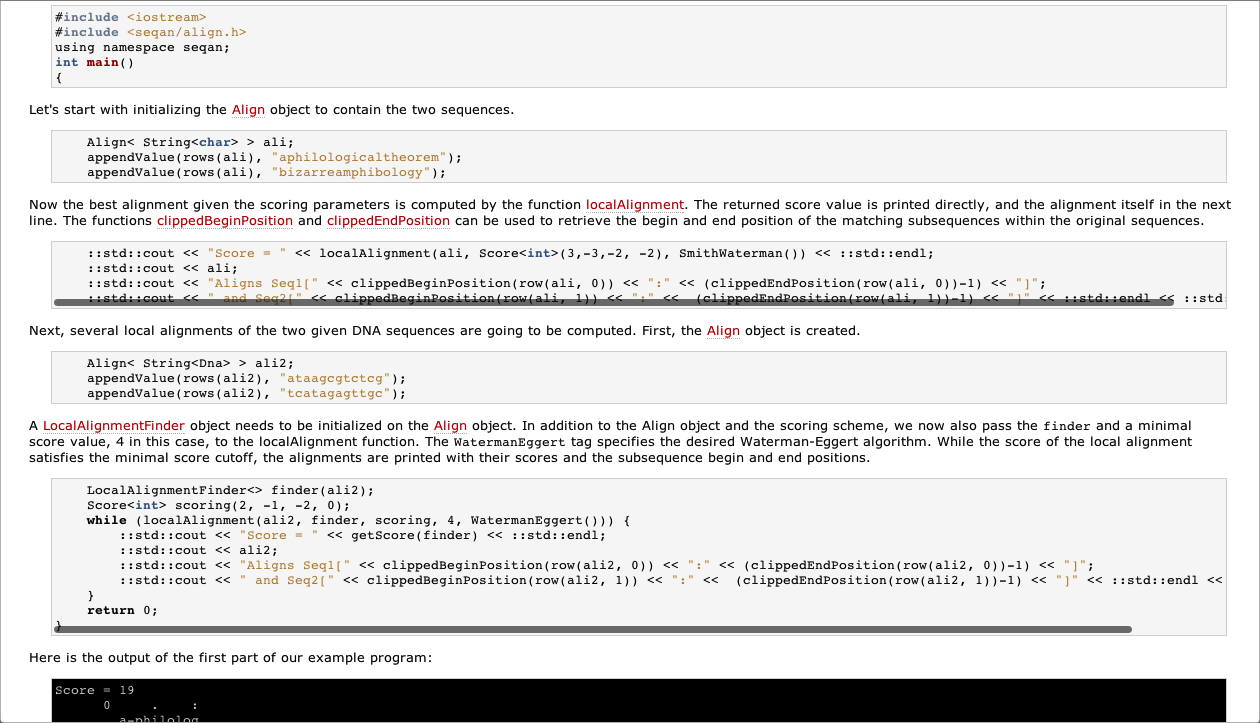 #include <iostream>
#include <seqan/align.h>
using namespace seqan;
int main()
{
Let's start with initializing the Align object to contain the two sequences.
    Align< String<char> > ali;
    appendValue(rows(ali), "aphilologicaltheorem");
    appendValue(rows(ali), "bizarreamphibology");
Now the best alignment given the scoring parameters is computed by the function localAlignment. The returned score value is printed directly, and the alignment itself in the next
line. The functions clippedBeginPosition and clippedEndPosition can be used to retrieve the begin and end position of the matching subsequences within the original sequences.
    ::std::cout << "Score = " << localAlignment(ali, Score<int>(3,-3,-2, -2), SmithWaterman()) << ::std::endl;
    ::std::cout << ali;
    ::std::cout << "Aligns Seq1[" << clippedBeginPosition(row(ali, 0)) << ":" << (clippedEndPosition(row(ali, 0))-1) << "]";
    ::std::cout << " and Seq2[" << clippedBeginPosition(row(ali, 1)) << ":" <<  (clippedEndPosition(row(ali, 1))-1) << "]" << ::std::endl << ::std
Next, several local alignments of the two given DNA sequences are going to be computed. First, the Align object is created.
    Align< String<Dna> > ali2;
    appendValue(rows(ali2), "ataagcgtctcg");
    appendValue(rows(ali2), "tcatagagttgc");
A LocalAlignmentFinder object needs to be initialized on the Align object. In addition to the Align object and the scoring scheme, we now also pass the finder and a minimal
score value, 4 in this case, to the localAlignment function. The WatermanEggert tag specifies the desired Waterman-Eggert algorithm. While the score of the local alignment
satisfies the minimal score cutoff, the alignments are printed with their scores and the subsequence begin and end positions.
    LocalAlignmentFinder<> finder(ali2);
    Score<int> scoring(2, -1, -2, 0);
    while (localAlignment(ali2, finder, scoring, 4, WatermanEggert())) {
        ::std::cout << "Score = " << getScore(finder) << ::std::endl;
        ::std::cout << ali2;
        ::std::cout << "Aligns Seq1[" << clippedBeginPosition(row(ali2, 0)) << ":" << (clippedEndPosition(row(ali2, 0))-1) << "]";
        ::std::cout << " and Seq2[" << clippedBeginPosition(row(ali2, 1)) << ":" <<  (clippedEndPosition(row(ali2, 1))-1) << "]" << ::std::endl <<
    }
    return 0;
}
Here is the output of the first part of our example program:
Score = 19
      0     .    :
        a-philolog